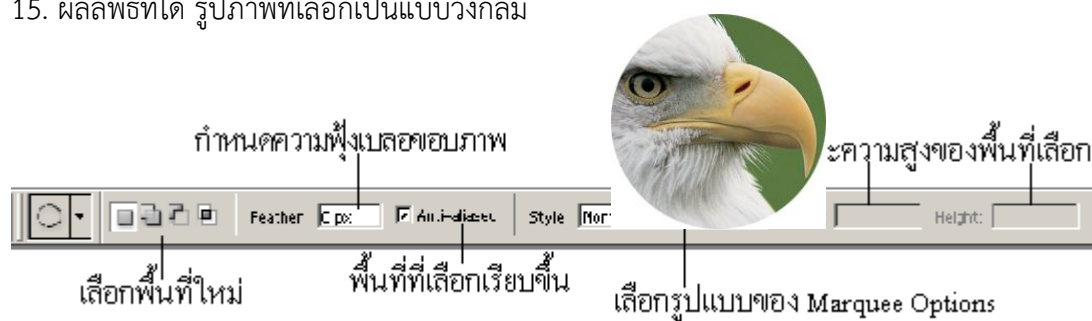 15. ผลลัพธ์ที่ได้ รูปภาพที่เลือกเป็นแบบวงกลม
กำหนดความฟุ้งเบลอขอบภาพ
ะความสูงของพื้นที่เลือก
Feather 0 px Anti-aliased Style Nor Height:
เลือกพื้นที่ใหม่
พื้นที่ที่เลือกเรียบขึ้น
เลือกรูปแบบของ Marquee Options